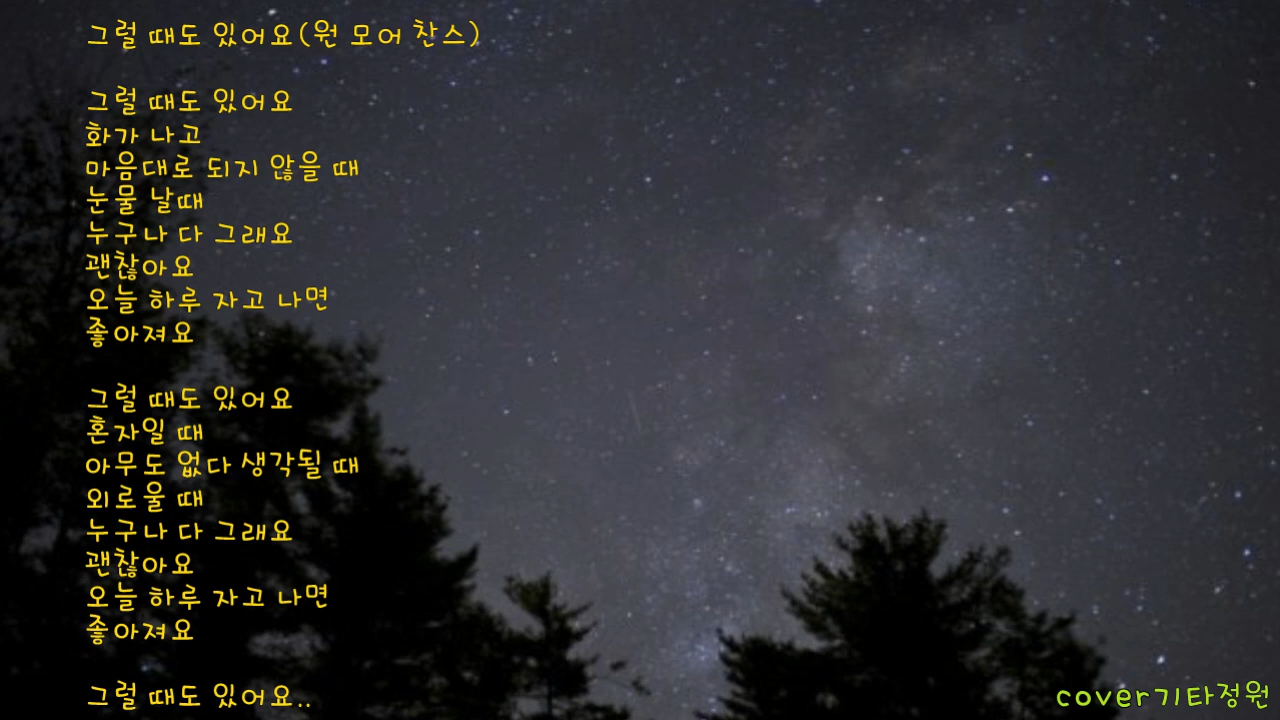 그럴 때도 있어요(원 모어 찬스)
그럴 때도 있어요
화가 나고
마음대로 되지 않을 때
눈물 날때
누구나 다 그래요
괜찮아요
오늘 하루 자고 나면
좋아져요
그럴 때도 있어요
혼자일 때
아무도 없다 생각될 때
외로울 때
누구나 다 그래요
괜찮아요
오늘 하루 자고 나면
좋아져요
그럴 때도 있어요..
cover기타정원